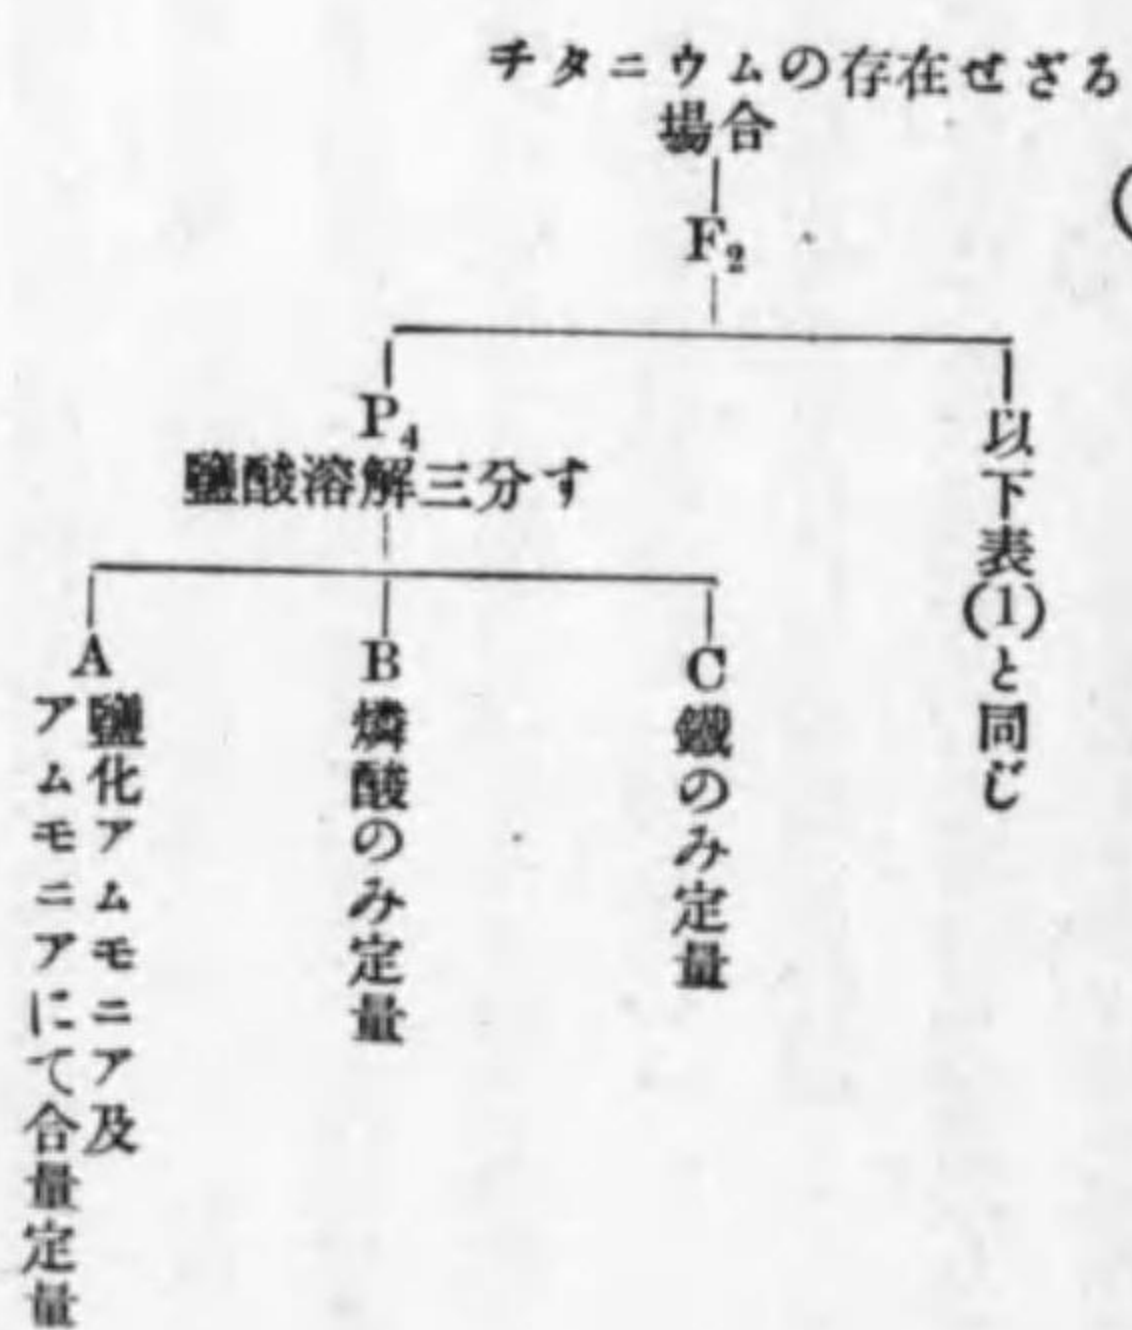 チタニウムの存在せざる
場合
F₂
P₄
鹽酸溶解三分す
以下表(1)と同じ
A
鹽化アムモニア及
アムモニアにて合量定量
B
燐酸のみ定量
C
鐵のみ定量